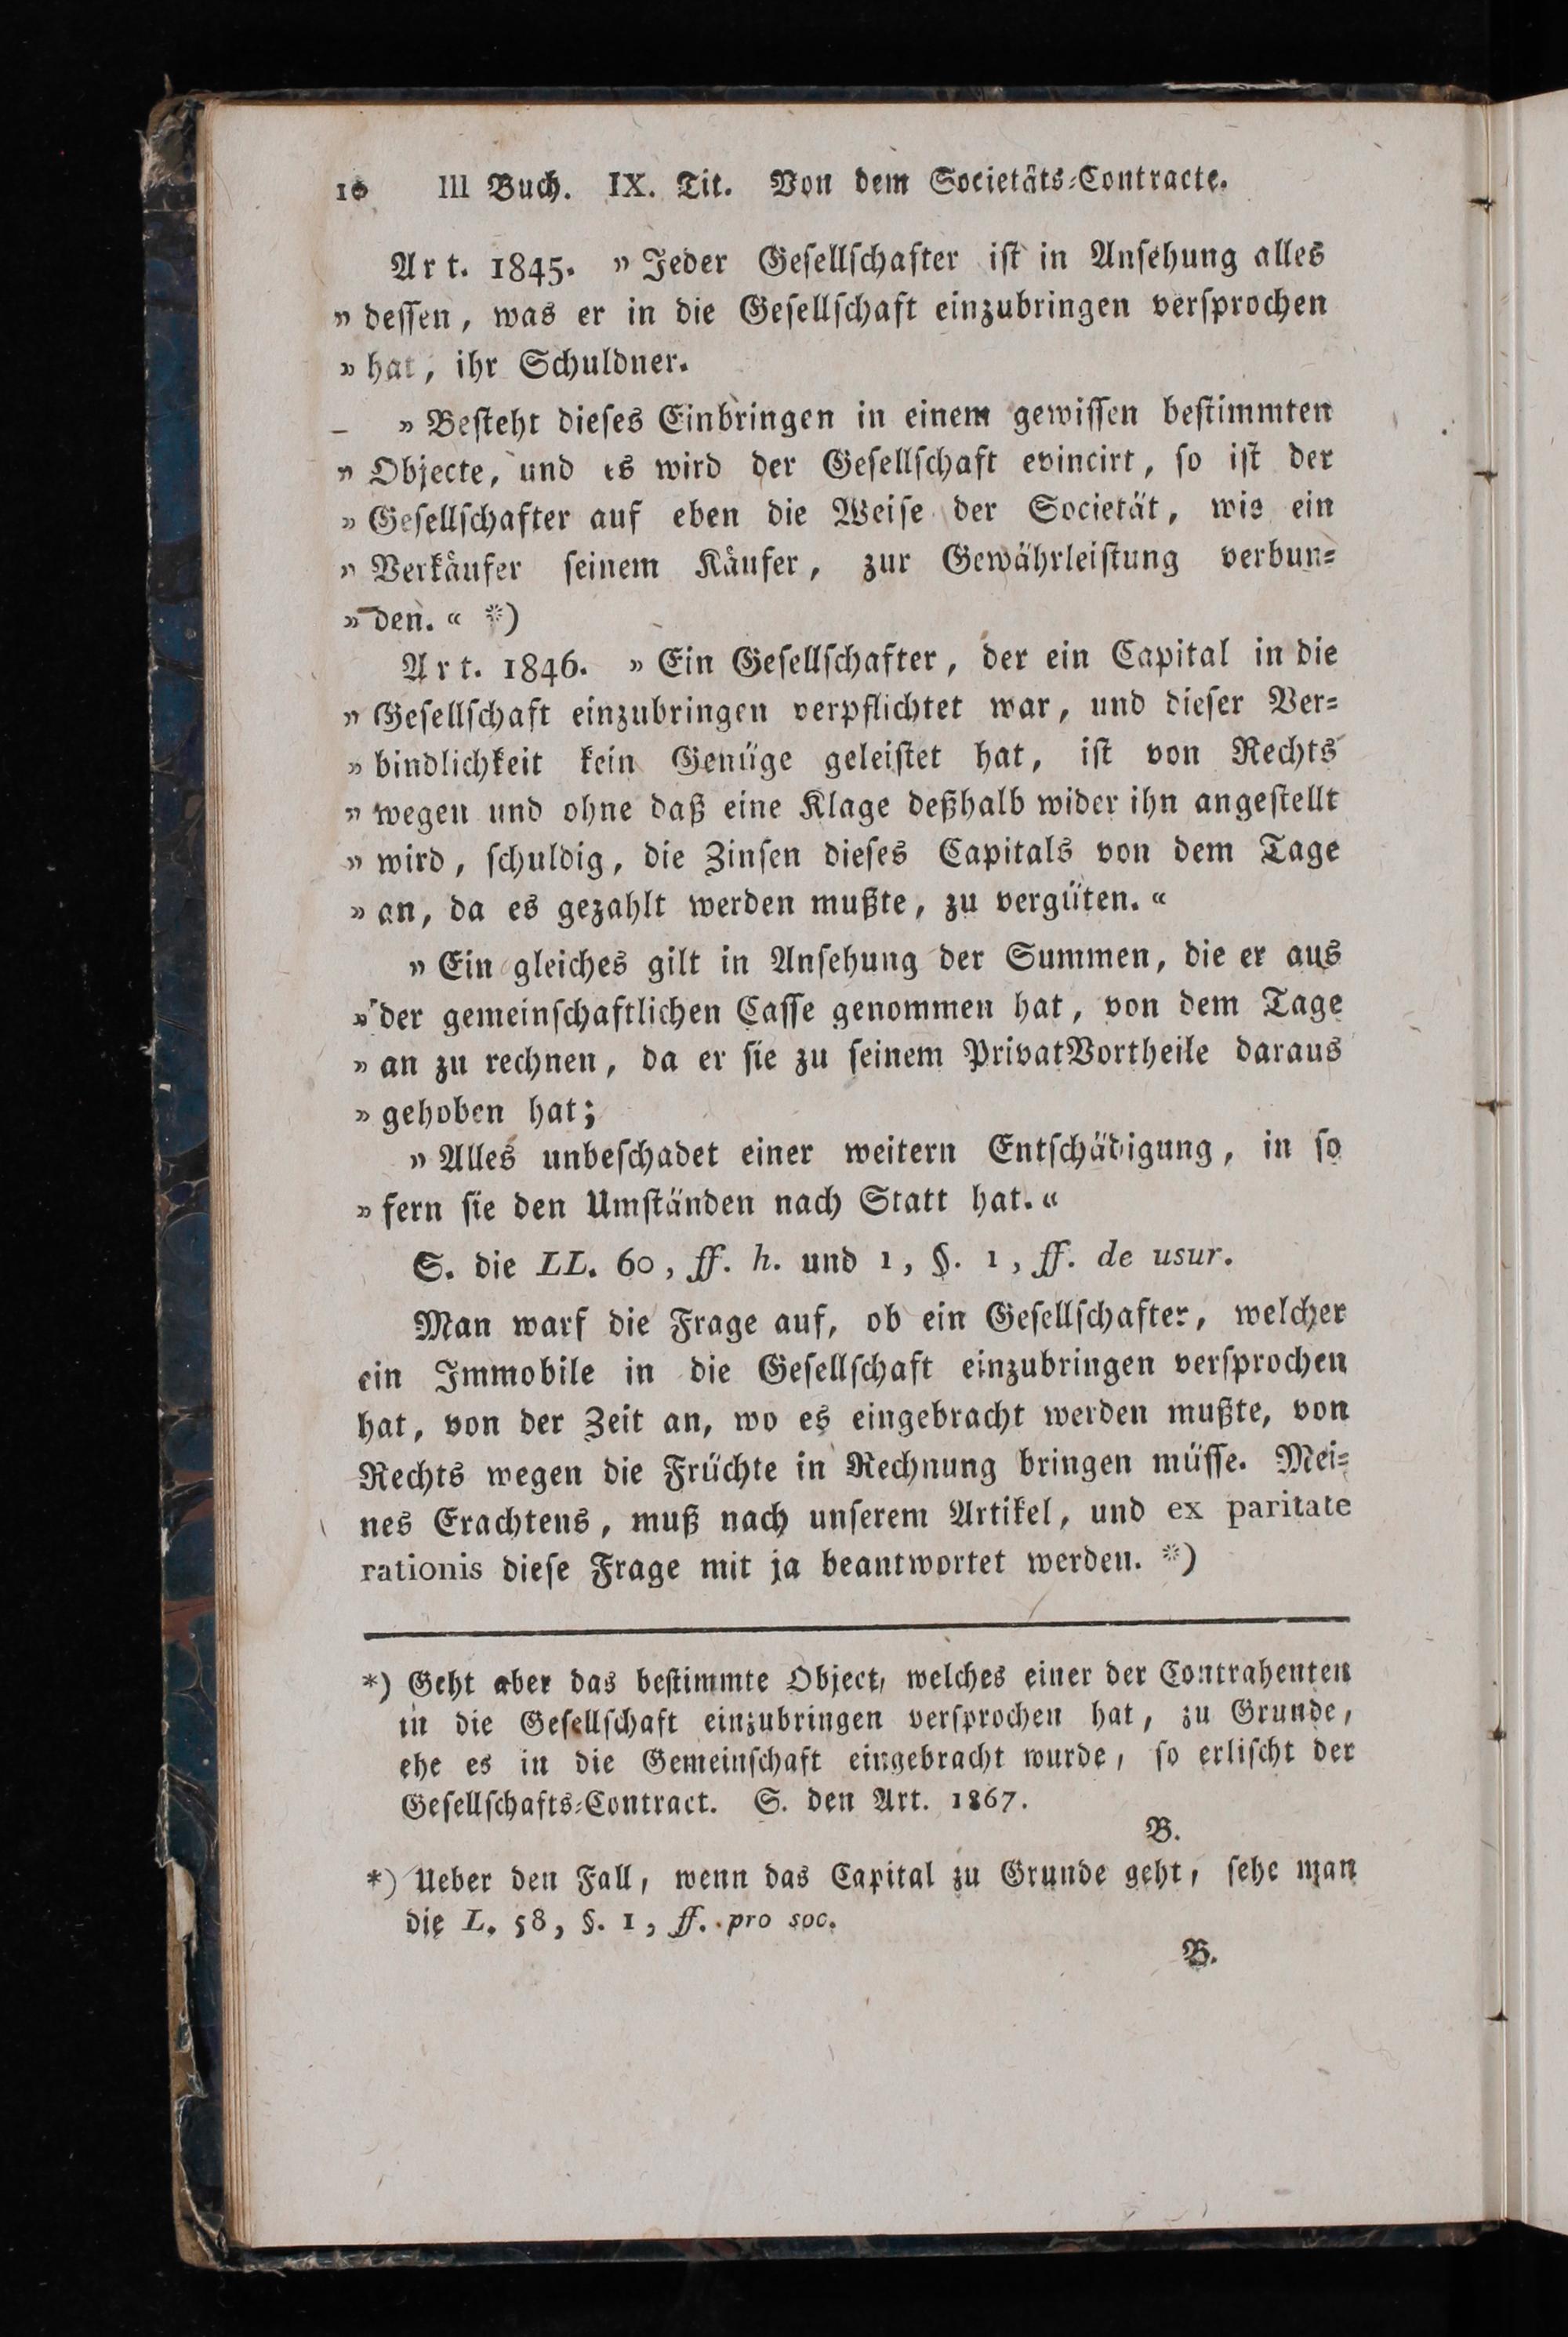 10 III Buch. IX. Tit. Von dem Societäts-Contracte.
Art. 1845. » Jeder Gesellschafter ist in Ansehung alles
» dessen, was er in die Gesellschaft einzubringen versprochen
» hat, ihr Schuldner.
» Besteht dieses Einbringen in einem gewissen bestimmten
» Objecte, und es wird der Gesellschaft evincirt, so ist der
» Gesellschafter auf eben die Weise der Societät, wie ein
» Verkäufer seinem Käufer, zur Gewährleistung verbun-
» den. « *)
Art. 1846. » Ein Gesellschafter, der ein Capital in die
» Gesellschaft einzubringen verpflichtet war, und dieser Ver-
» bindlichkeit kein Genüge geleistet hat, ist von Rechts
» wegen und ohne daß eine Klage deßhalb wider ihn angestellt
» wird, schuldig, die Zinsen dieses Capitals von dem Tage
» an, da es gezahlt werden mußte, zu vergüten. «
» Ein gleiches gilt in Ansehung der Summen, die er aus
» der gemeinschaftlichen Casse genommen hat, von dem Tage
» an zu rechnen, da er sie zu seinem PrivatVortheile daraus
» gehoben hat;
» Alles unbeschadet einer weitern Entschädigung, in so
» fern sie den Umständen nach Statt hat. «
S. die LL. 60, ff. h. und 1, §. 1, ff. de usur.
Man warf die Frage auf, ob ein Gesellschafter, welcher
ein Immobile in die Gesellschaft einzubringen versprochen
hat, von der Zeit an, wo es eingebracht werden mußte, von
Rechts wegen die Früchte in Rechnung bringen müsse. Mei-
nes Erachtens, muß nach unserem Artikel, und ex paritate
rationis diese Frage mit ja beantwortet werden. *)
*) Geht aber das bestimmte Object, welches einer der Contrahenten
in die Gesellschaft einzubringen versprochen hat, zu Grunde,
ehe es in die Gemeinschaft eingebracht wurde, so erlischt der
Gesellschafts-Contract. S. den Art. 1867.
B.
*) Ueber den Fall, wenn das Capital zu Grunde geht, sehe man
die L. 58, §. 1, ff. pro soc.
B.